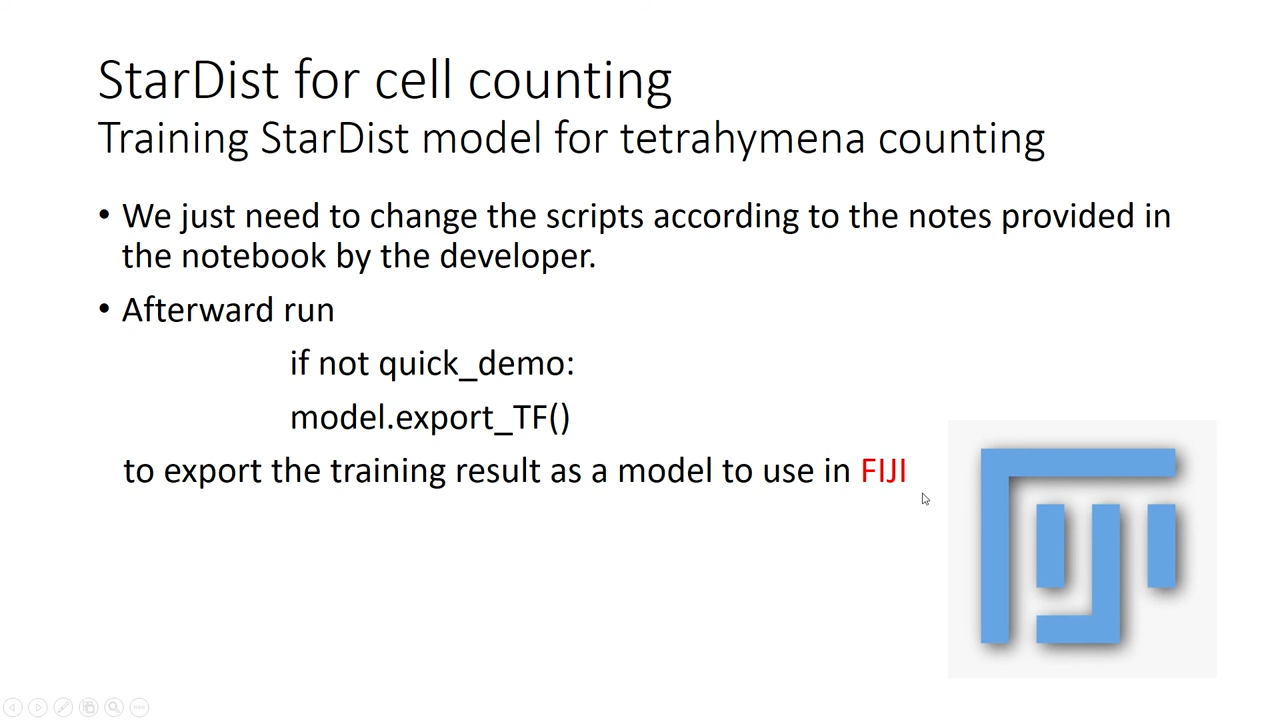 StarDist for cell counting
Training StarDist model for tetrahymena counting
• We just need to change the scripts according to the notes provided in
the notebook by the developer.
• Afterward run
if not quick_demo:
model.export_TF()
to export the training result as a model to use in FIJI